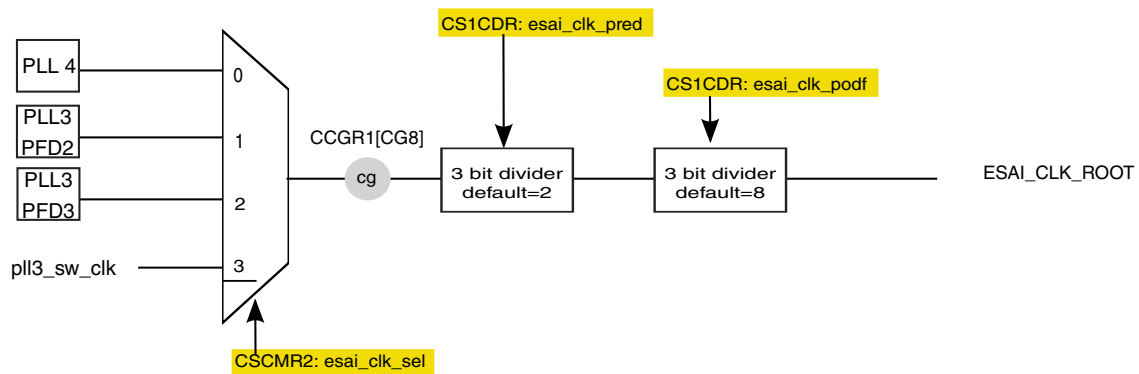 CS1CDR: esai_clk_pred
PLL 4
0
CS1CDR: esai_clk_podf
PLL3
PFD2
1
CCGR1[CG8]
PLL3
PFD3
2
cg
3 bit divider
default=2
3 bit divider
default=8
ESAI_CLK_ROOT
pll3_sw_clk
3
CSCMR2: esai_clk_sel